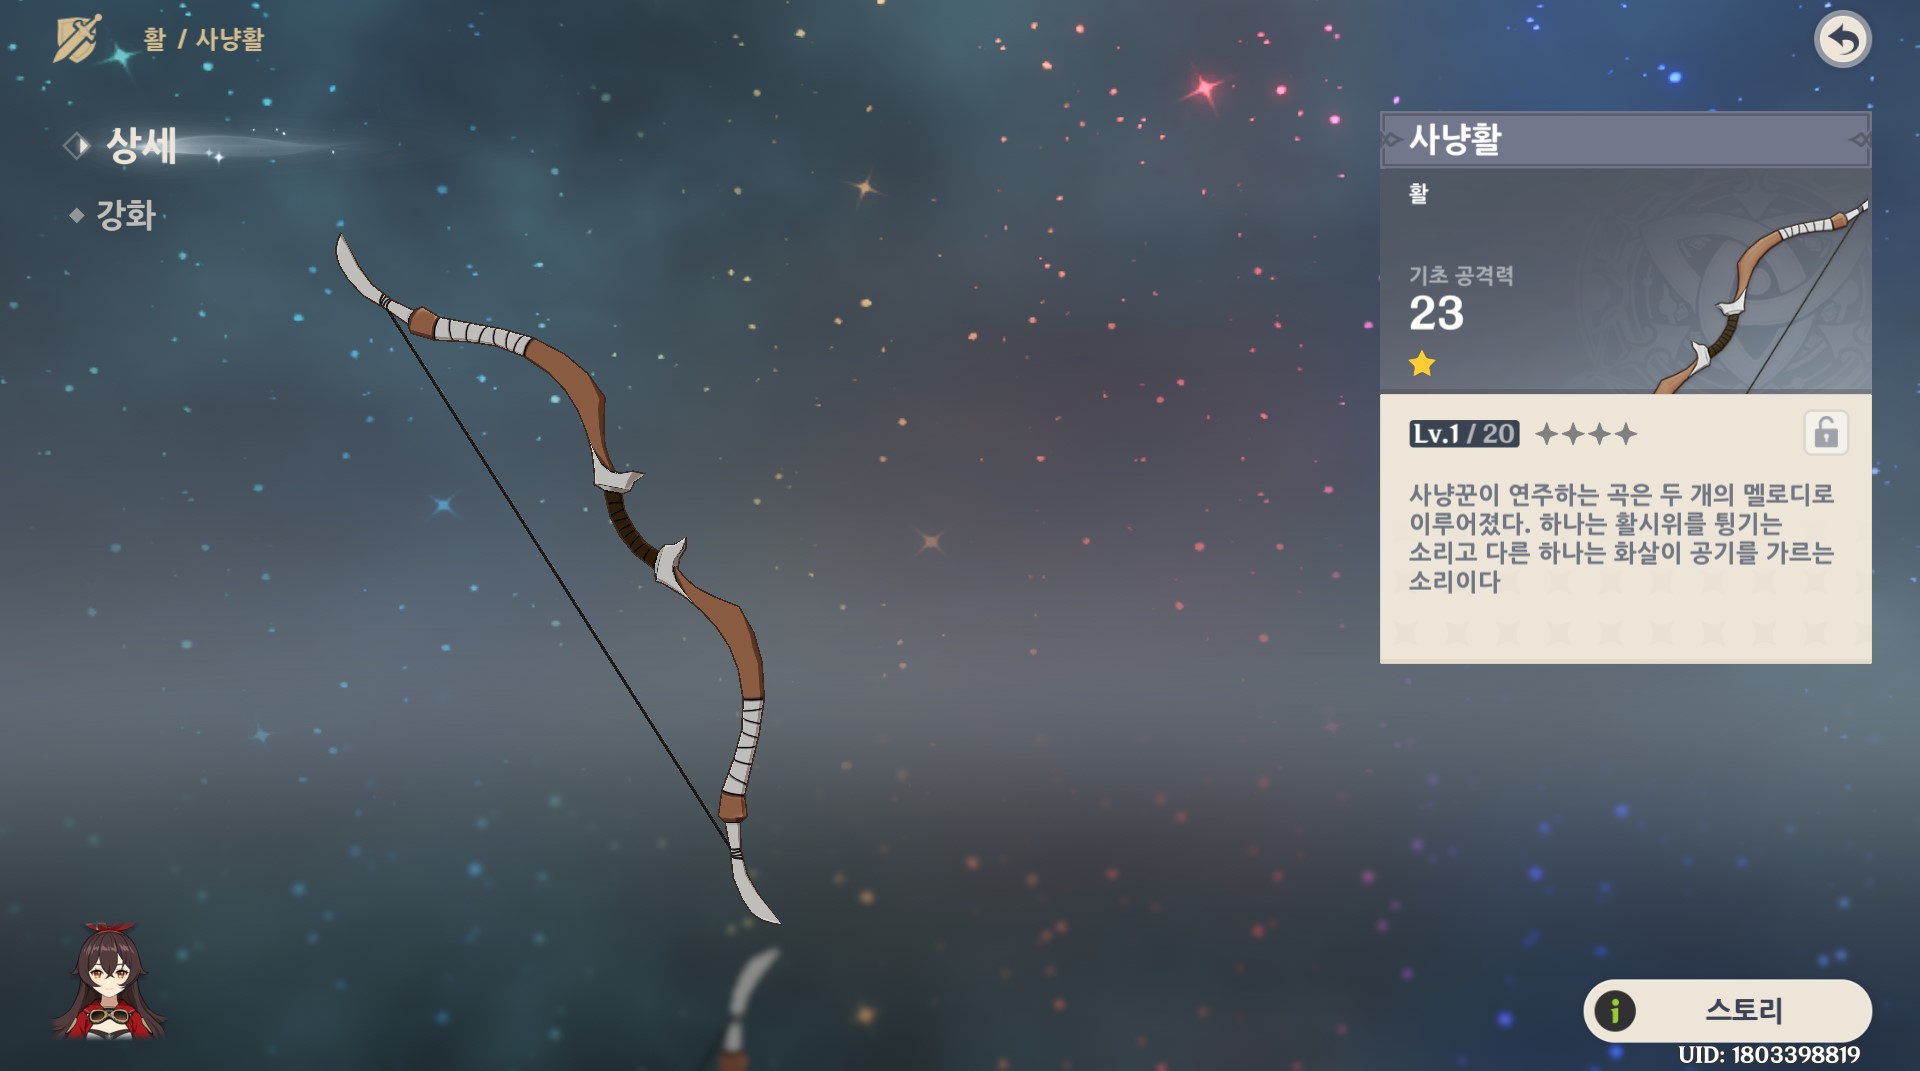 활 / 사냥활
상세
강화
사냥활
활
기초 공격력
23
Lv.1 / 20
사냥꾼이 연주하는 곡은 두 개의 멜로디로
이루어졌다. 하나는 활시위를 튕기는
소리고 다른 하나는 화살이 공기를 가르는
소리이다
스토리
UID: 1803398819